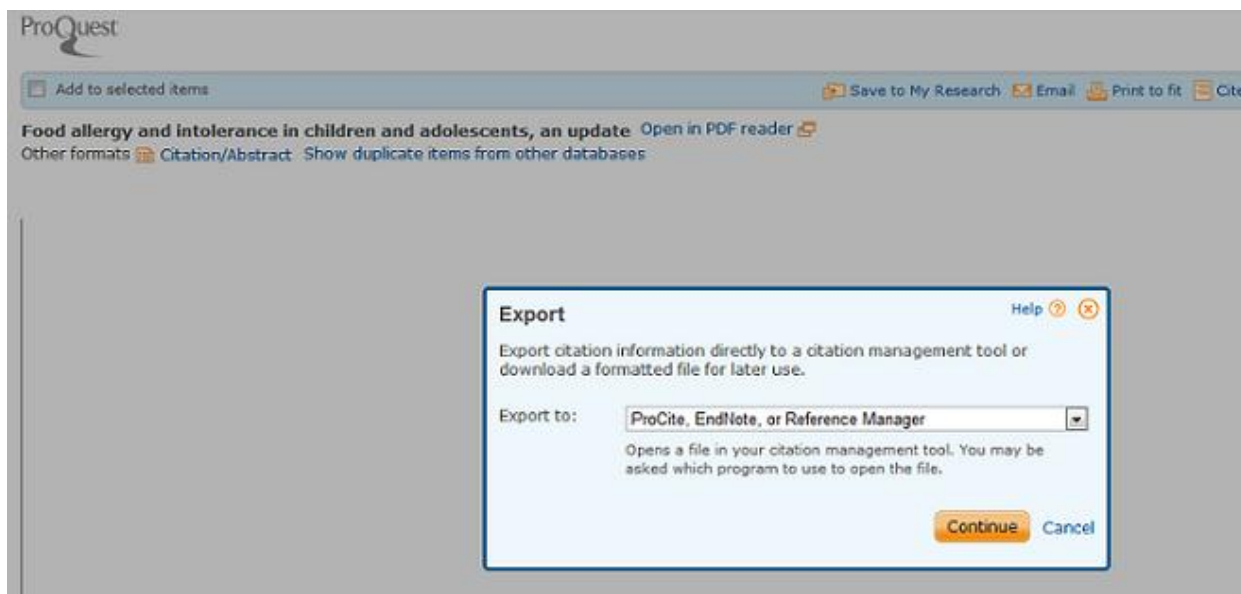 ProQuest
Add to selected items Save to My Research Email Print to fit Cite
Food allergy and intolerance in children and adolescents, an update Open in PDF reader
Other formats Citation/Abstract Show duplicate items from other databases
Export Help ?
Export citation information directly to a citation management tool or
download a formatted file for later use.
Export to: ProCite, EndNote, or Reference Manager
Opens a file in your citation management tool. You may be
asked which program to use to open the file.
Continue Cancel